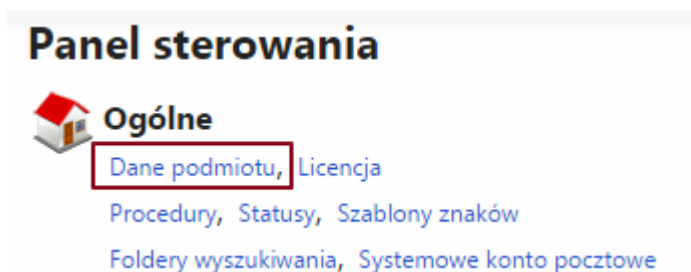 Panel sterowania
Ogólne
Dane podmiotu, Licencja
Procedury, Statusy, Szablony znaków
Foldery wyszukiwania, Systemowe konto pocztowe